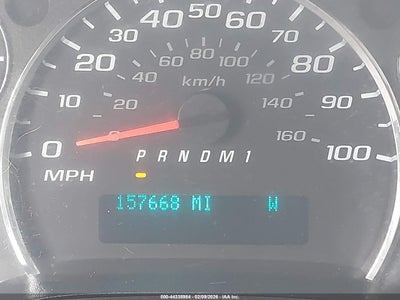 40 50 60
30 70
20 80
10 90
0 100
MPH
20 40 60 80 100 120 140 160
km/h
P R N D M 1
157668 MI W
000-44338984 - 02/09/2026 - IAA Inc.